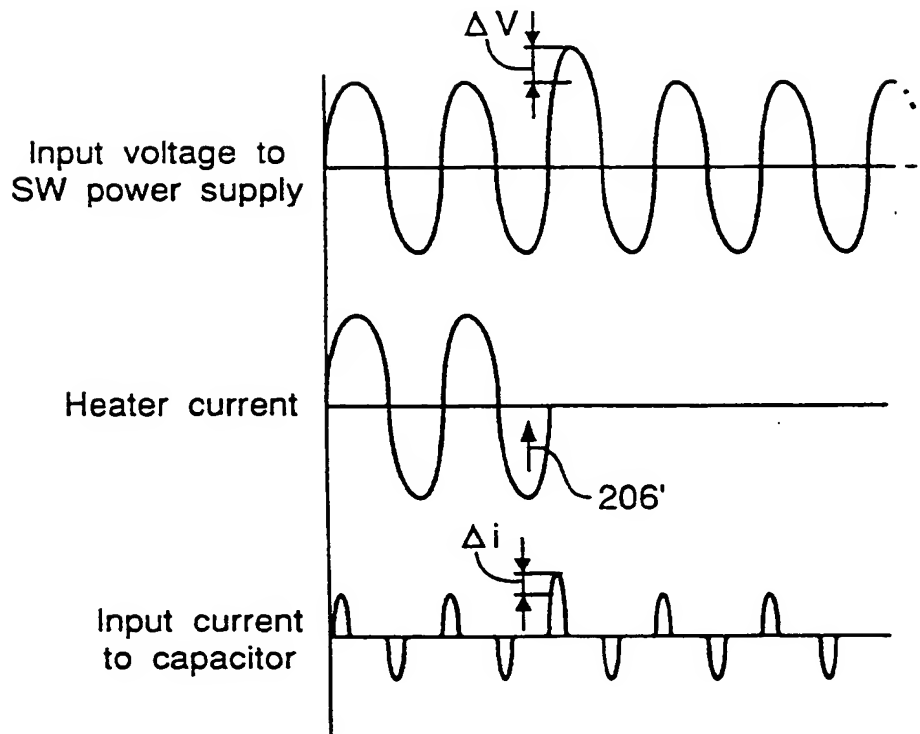 ΔV
Input voltage to
SW power supply
Heater current
206'
Δi
Input current
to capacitor